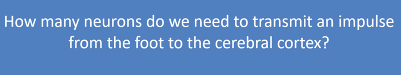 How many neurons do we need to transmit an impulse
from the foot to the cerebral cortex?